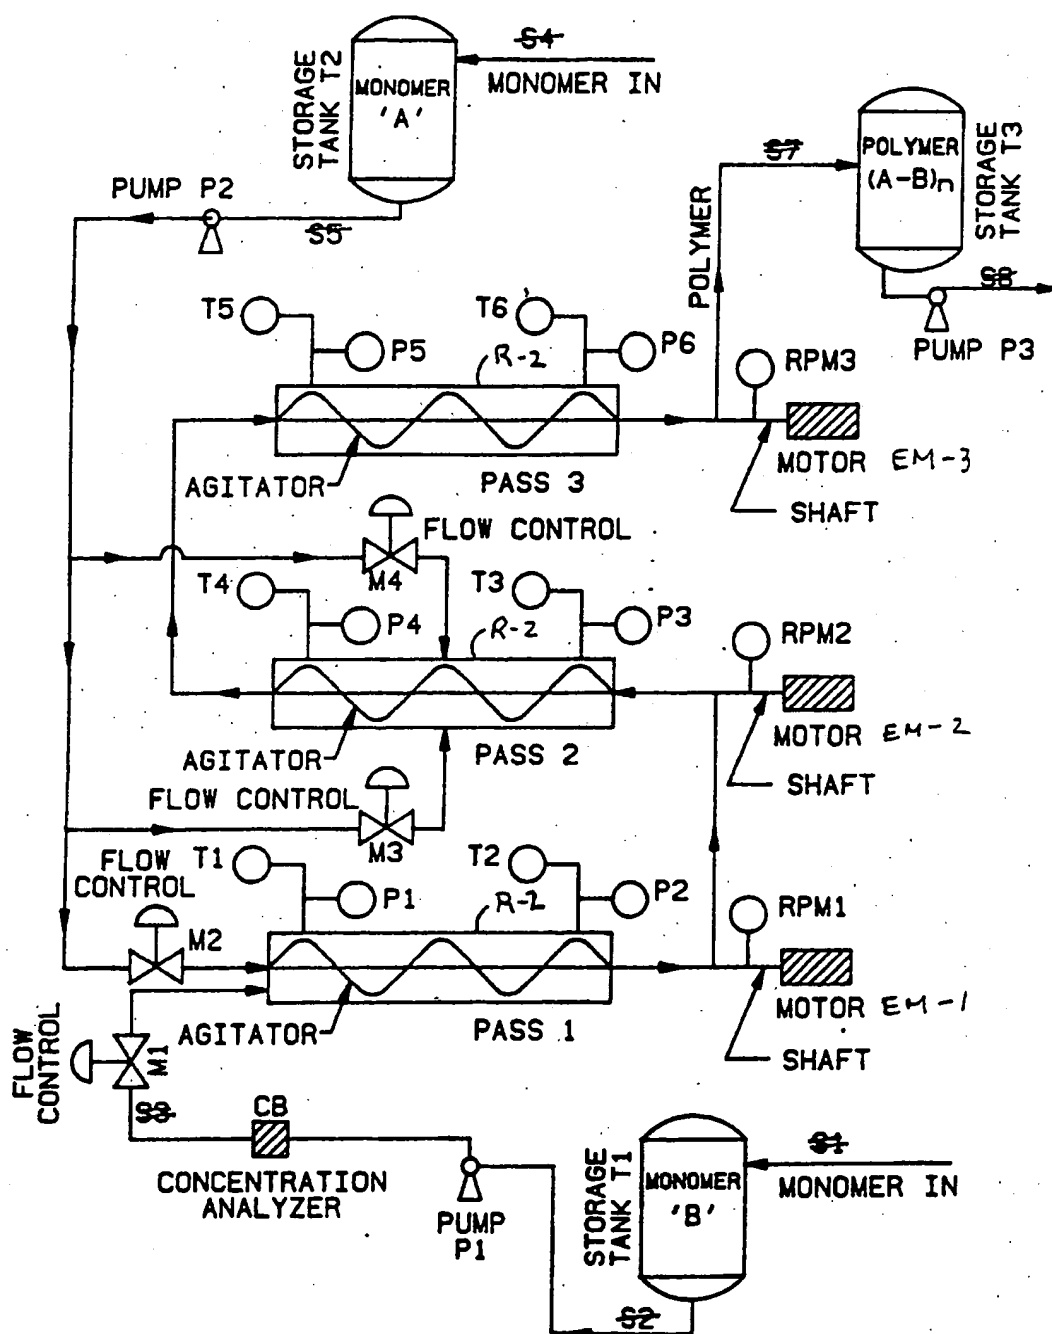 S4
MONOMER IN
STORAGE
TANK T2
MONOMER
'A'
S7
POLYMER
(A-B)n
STORAGE
TANK T3
PUMP P2
S5
POLYMER
S8
PUMP P3
T5
P5
T6
P6
R-2
RPM3
MOTOR EM-3
AGITATOR
PASS 3
SHAFT
FLOW CONTROL
M4
T4
P4
T3
P3
R-2
RPM2
MOTOR EM-2
AGITATOR
PASS 2
SHAFT
FLOW CONTROL
M3
FLOW
CONTROL
T1
P1
T2
P2
R-2
RPM1
M2
MOTOR EM-1
AGITATOR
PASS 1
SHAFT
FLOW
CONTROL
M1
S3
CB
CONCENTRATION
ANALYZER
PUMP
P1
STORAGE
TANK T1
MONOMER
'B'
S1
MONOMER IN
S2